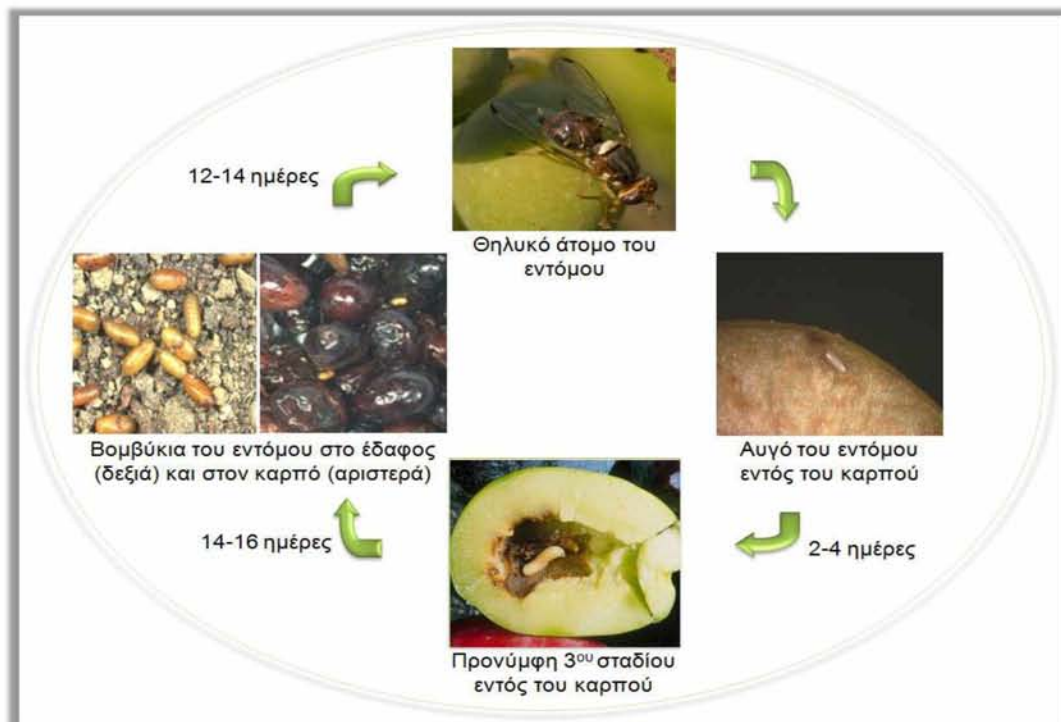 12-14 ημέρες
Θηλυκό άτομο του
εντόμου
Βομβύκια του εντόμου στο έδαφος
(δεξιά) και στον καρπό (αριστερά)
Αυγό του εντόμου
εντός του καρπού
14-16 ημέρες
2-4 ημέρες
Προνύμφη 3ου σταδίου
εντός του καρπού